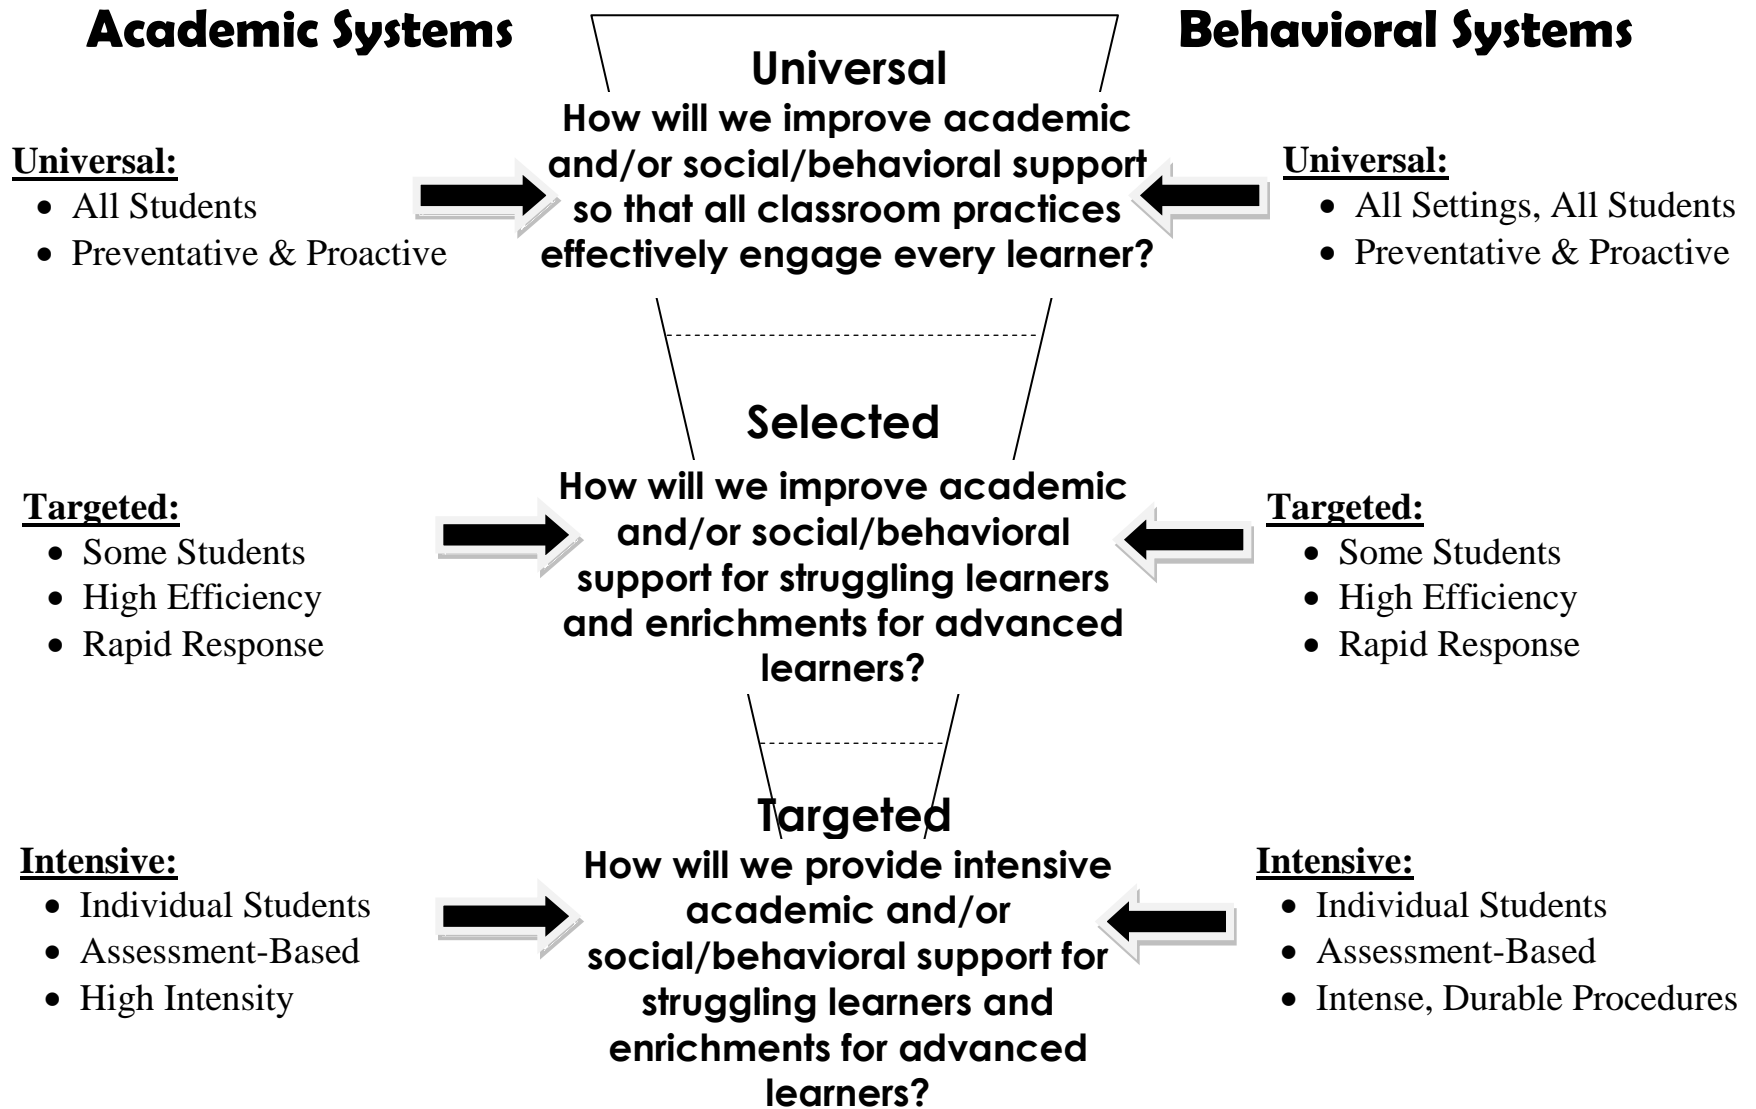 Academic Systems
Behavioral Systems
Universal
How will we improve academic
and/or social/behavioral support
so that all classroom practices
effectively engage every learner?
Universal:
• All Students
• Preventative & Proactive
Universal:
• All Settings, All Students
• Preventative & Proactive
Selected
How will we improve academic
and/or social/behavioral
support for struggling learners
and enrichments for advanced
learners?
Targeted:
• Some Students
• High Efficiency
• Rapid Response
Targeted:
• Some Students
• High Efficiency
• Rapid Response
Targeted
How will we provide intensive
academic and/or
social/behavioral support for
struggling learners and
enrichments for advanced
learners?
Intensive:
• Individual Students
• Assessment-Based
• High Intensity
Intensive:
• Individual Students
• Assessment-Based
• Intense, Durable Procedures